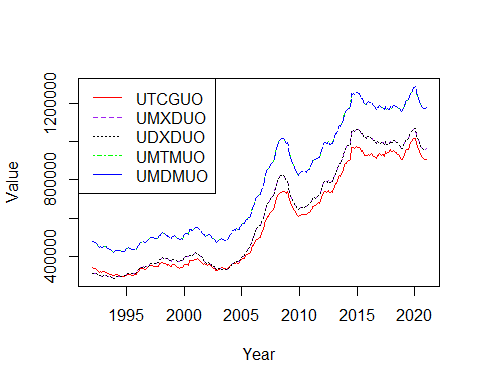 UTCGUO
UMXDUO
UDXDUO
UMTMUO
UMDMUO
Value
400000
800000
1200000
1995
2000
2005
2010
2015
2020
Year